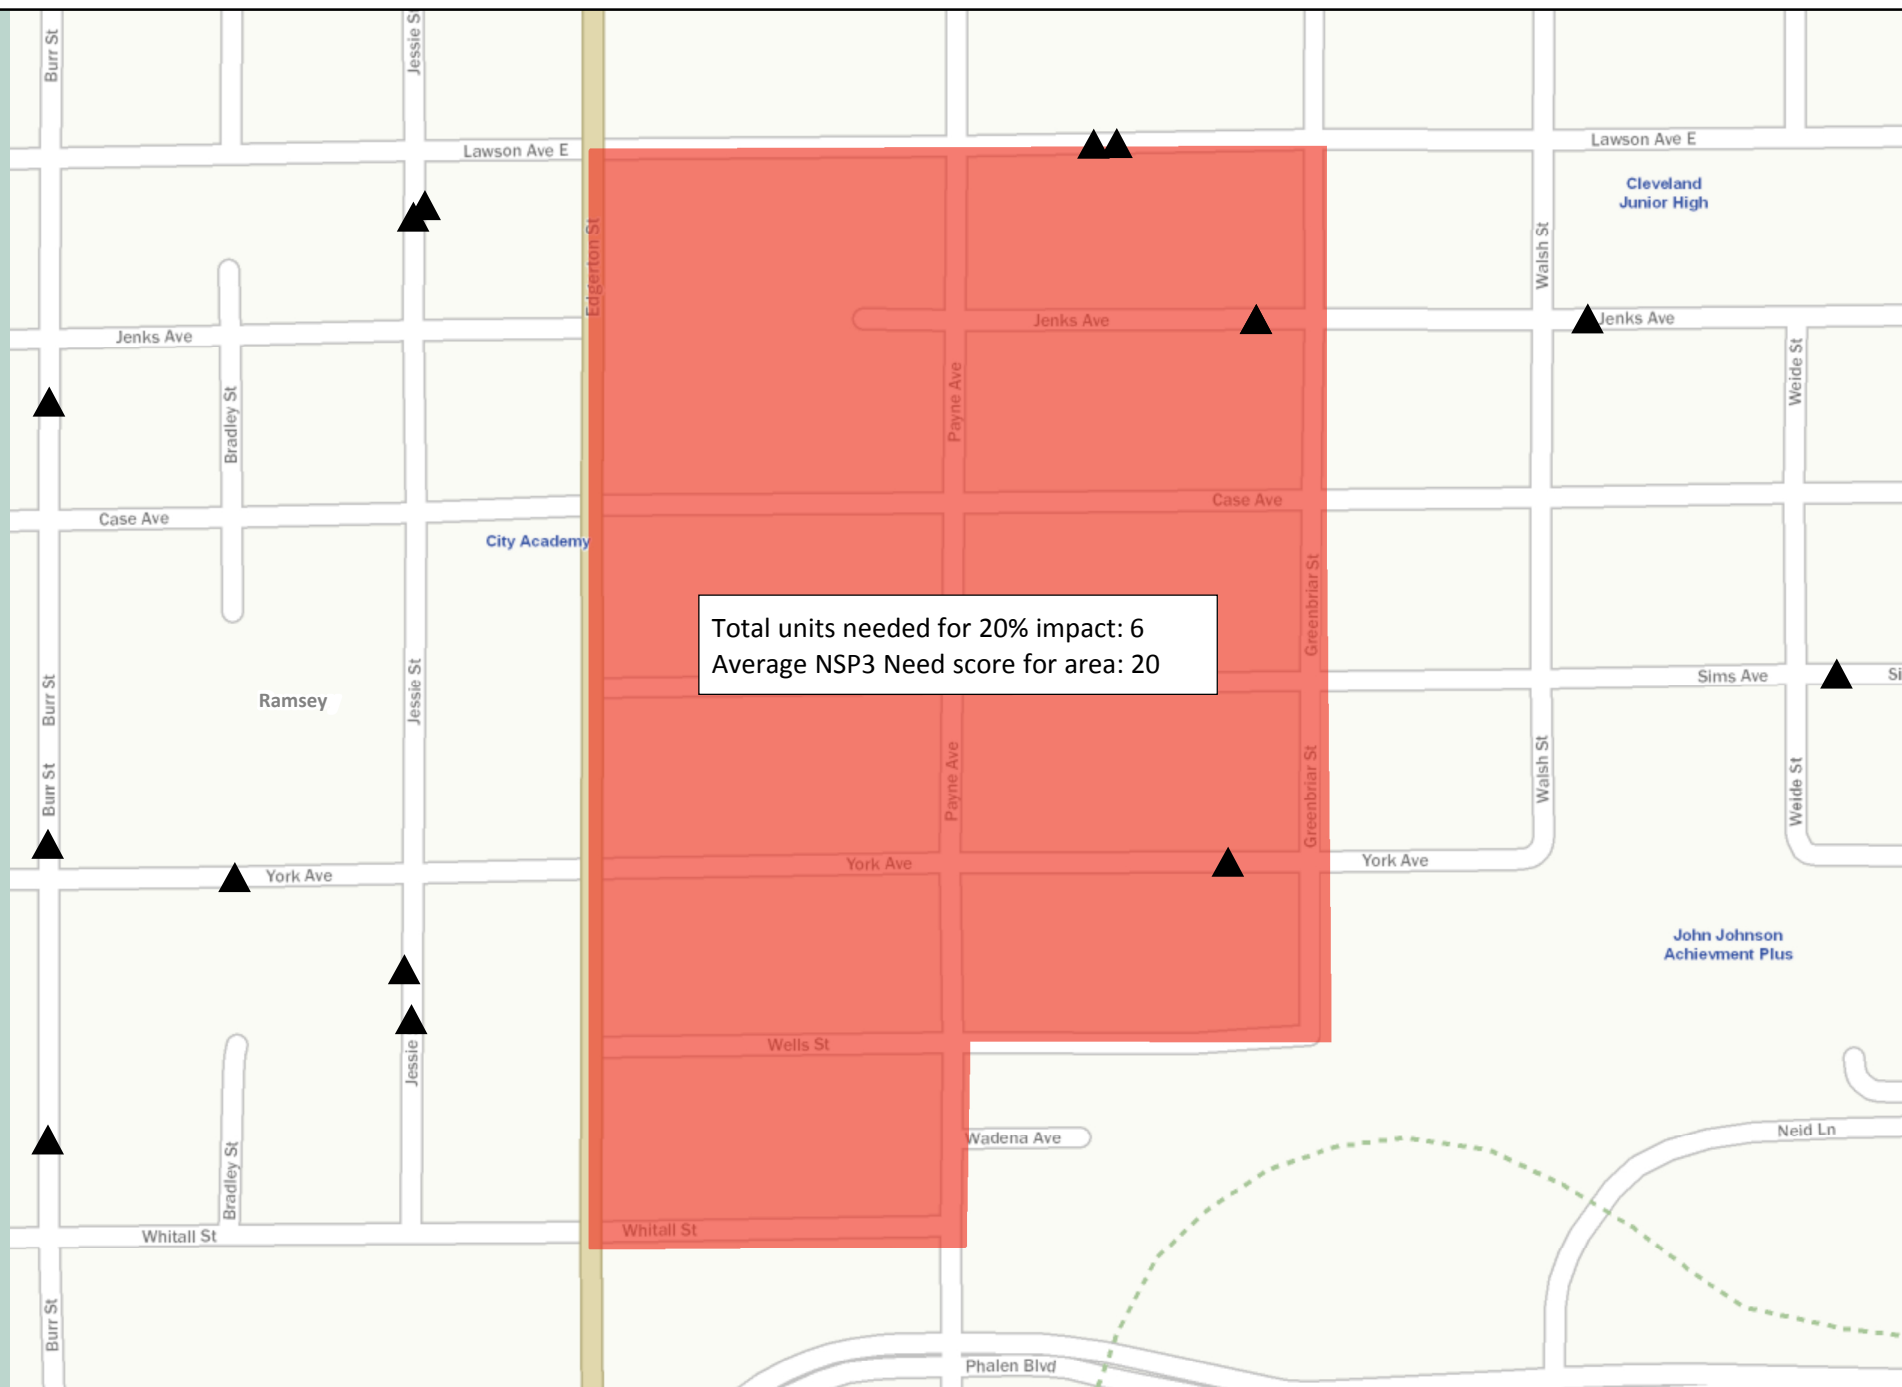 Burr St
Jessie St
Lawson Ave E
Lawson Ave E
Cleveland
Junior High
Edgerton St
Walsh St
Jenks Ave
Jenks Ave
Jenks Ave
Bradley St
Payne Ave
Weide St
Case Ave
Case Ave
City Academy
Greenbriar St
Total units needed for 20% impact: 6
Average NSP3 Need score for area: 20
Burr St
Ramsey
Jessie St
Sims Ave
Si
Burr St
Payne Ave
Greenbriar St
Walsh St
Weide St
York Ave
York Ave
York Ave
John Johnson
Achievment Plus
Wells St
Jessie
Wadena Ave
Neid Ln
Bradley St
Whitall St
Whitall St
Burr St
Phalen Blvd